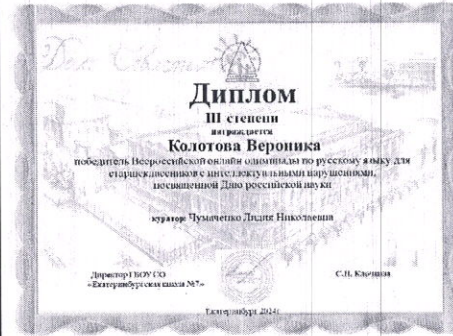 Диплом
III степени
награждается
Колотова Вероника
победитель Всероссийской онлайн олимпиады по русскому языку для
старшеклассников с интеллектуальными нарушениями,
посвященной Дню российской науки
куратор: Чумаченко Лидия Николаевна
Директор ГБОУ СО
«Екатеринбургская школа №7»
С.Н.
Екатеринбург 2024г